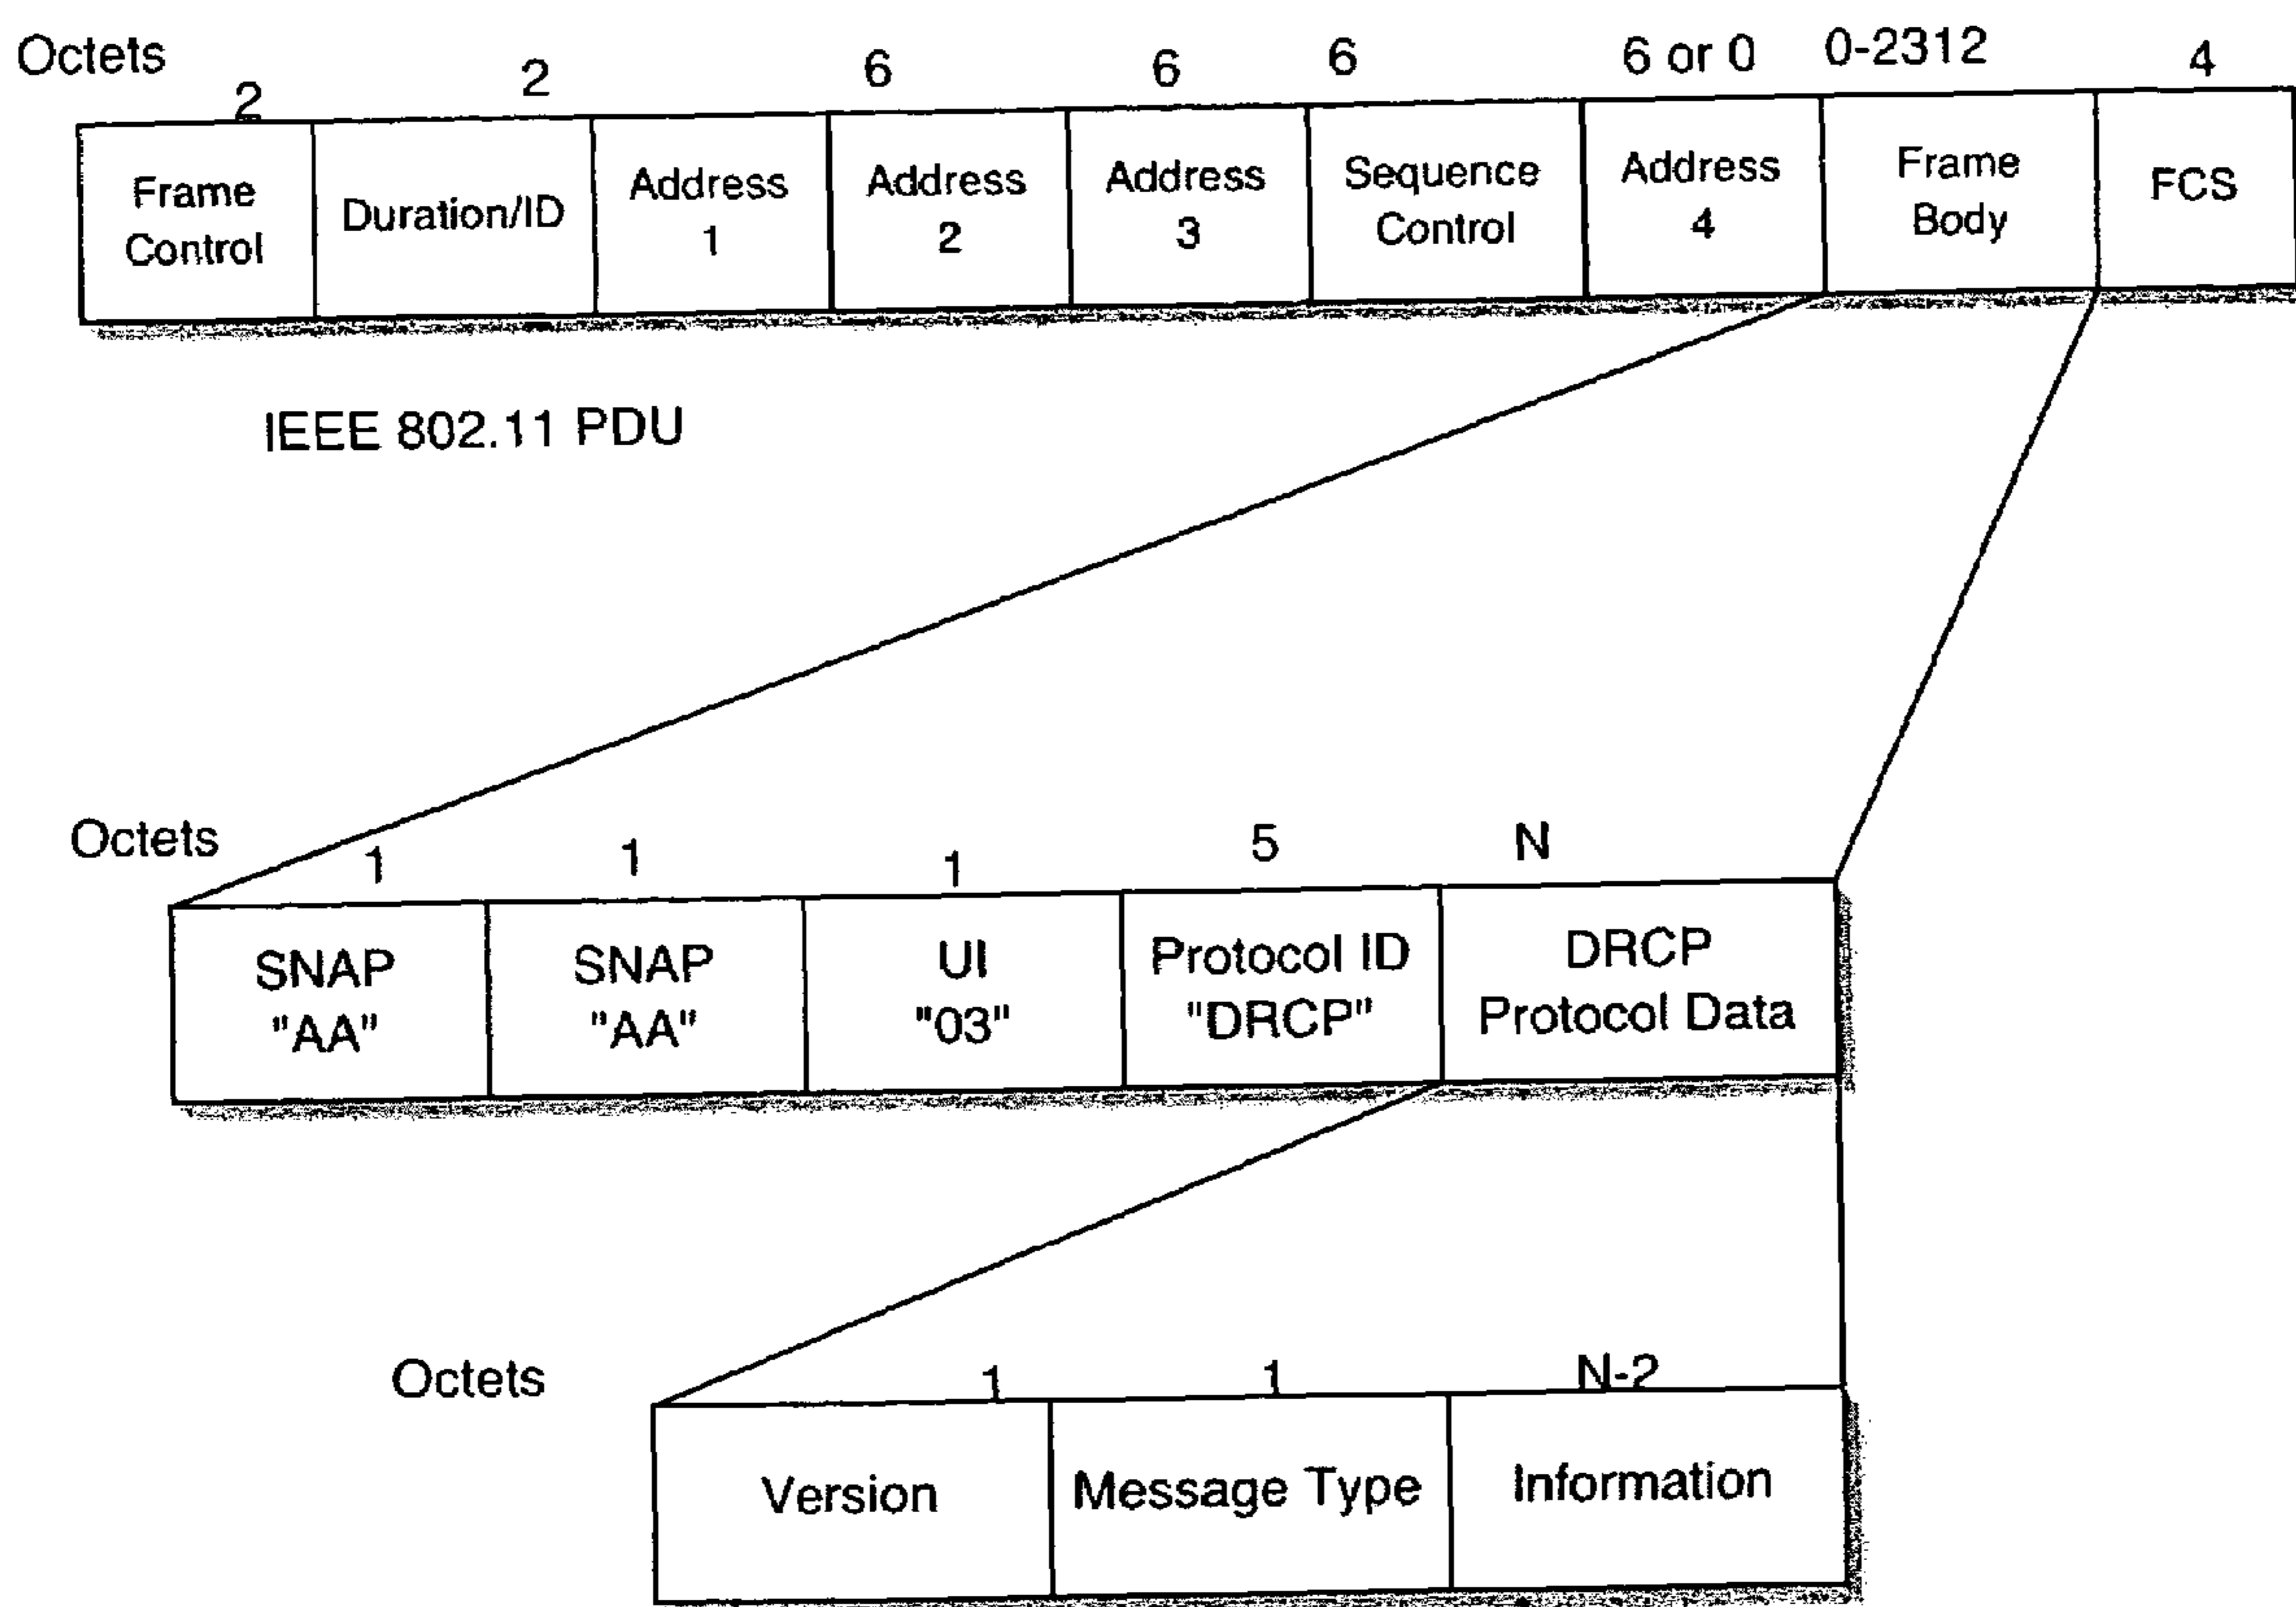 Octets 2 2 6 6 6 6 or 0 0-2312 4
Frame Control Duration/ID Address 1 Address 2 Address 3 Sequence Control Address 4 Frame Body FCS
IEEE 802.11 PDU
Octets 1 1 1 5 N
SNAP "AA" SNAP "AA" UI "03" Protocol ID "DRCP" DRCP Protocol Data
Octets 1 1 N-2
Version Message Type Information